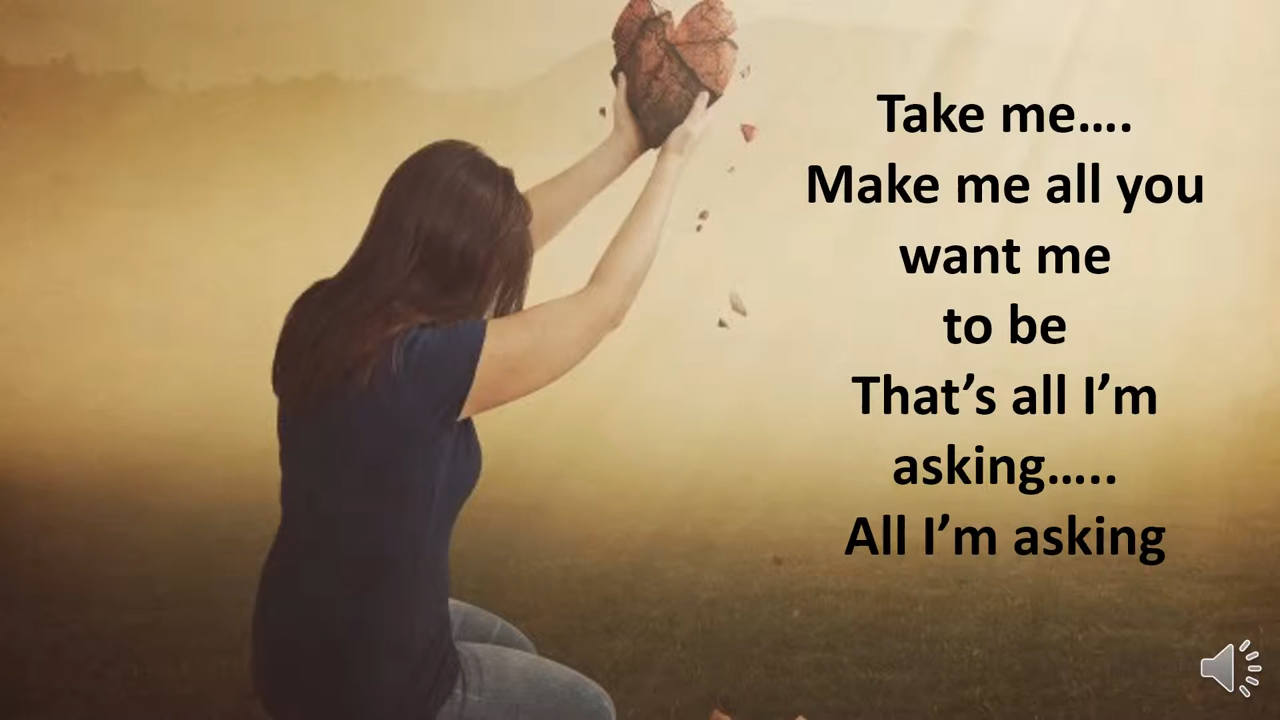 Take me….
Make me all you
want me
to be
That’s all I’m
asking…..
All I’m asking